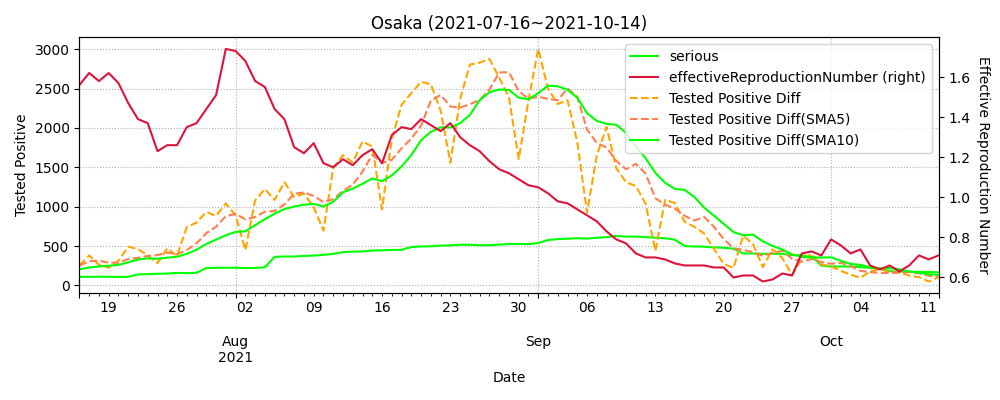 Osaka (2021-07-16~2021-10-14)
serious
effectiveReproductionNumber (right)
Tested Positive Diff
Tested Positive Diff(SMA5)
Tested Positive Diff(SMA10)
Tested Positive
3000
2500
2000
1500
1000
500
0
Effective Reproduction Number
1.6
1.4
1.2
1.0
0.8
0.6
19 26 02 09 16 23 30 06 13 20 27 04 11
Aug Sep Oct
2021
Date